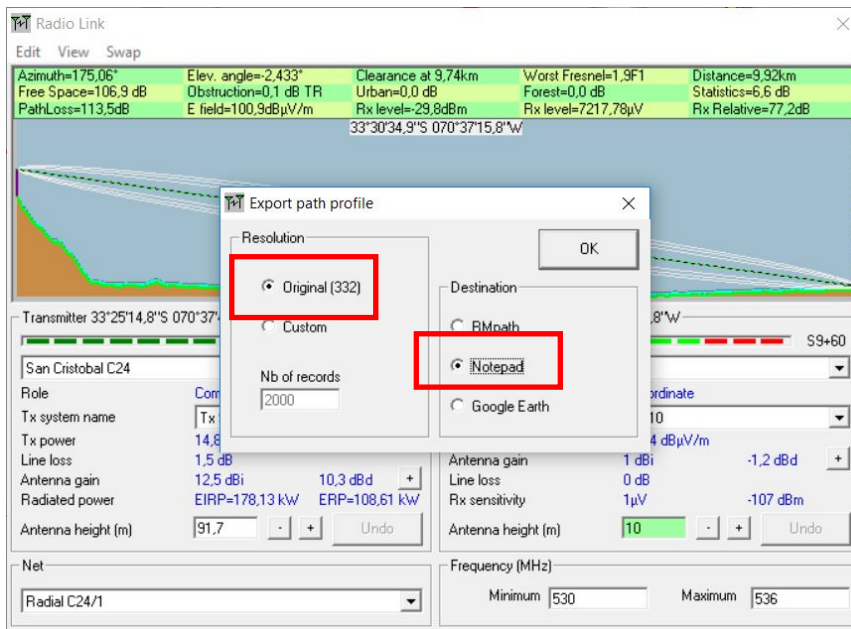 Radio Link
Edit View Swap
Azimuth=175,06° Elev. angle=-2,433° Clearance at 9,74km Worst Fresnel=1,9F1 Distance=9,92km
Free Space=106,9 dB Obstruction=0,1 dB TR Urban=0,0 dB Forest=0,0 dB Statistics=6,6 dB
PathLoss=113,5dB E field=100,9dBµV/m Rx level=-29,8dBm Rx level=7217,78µV Rx Relative=77,2dB
33°30'34,9"S 070°37'15,8"W
Export path profile
Resolution
Original (332)
Custom
Nb of records
2000
OK
Destination
RMpath
Notepad
Google Earth
Transmitter 33°25'14,8"S 070°37'
San Cristobal C24
Role
Tx system name
Tx power
Line loss 1,5 dB
Antenna gain 12,5 dBi 10,3 dBd +
Radiated power EIRP=178,13 kW ERP=108,61 kW
Antenna height (m) 91,7 - + Undo
,8"W
S9+60
10
4 dBµV/m
Antenna gain 1 dBi -1,2 dBd +
Line loss 0 dB
Rx sensitivity 1µV -107 dBm
Antenna height (m) 10 - + Undo
Net
Radial C24/1
Frequency (MHz)
Minimum 530 Maximum 536